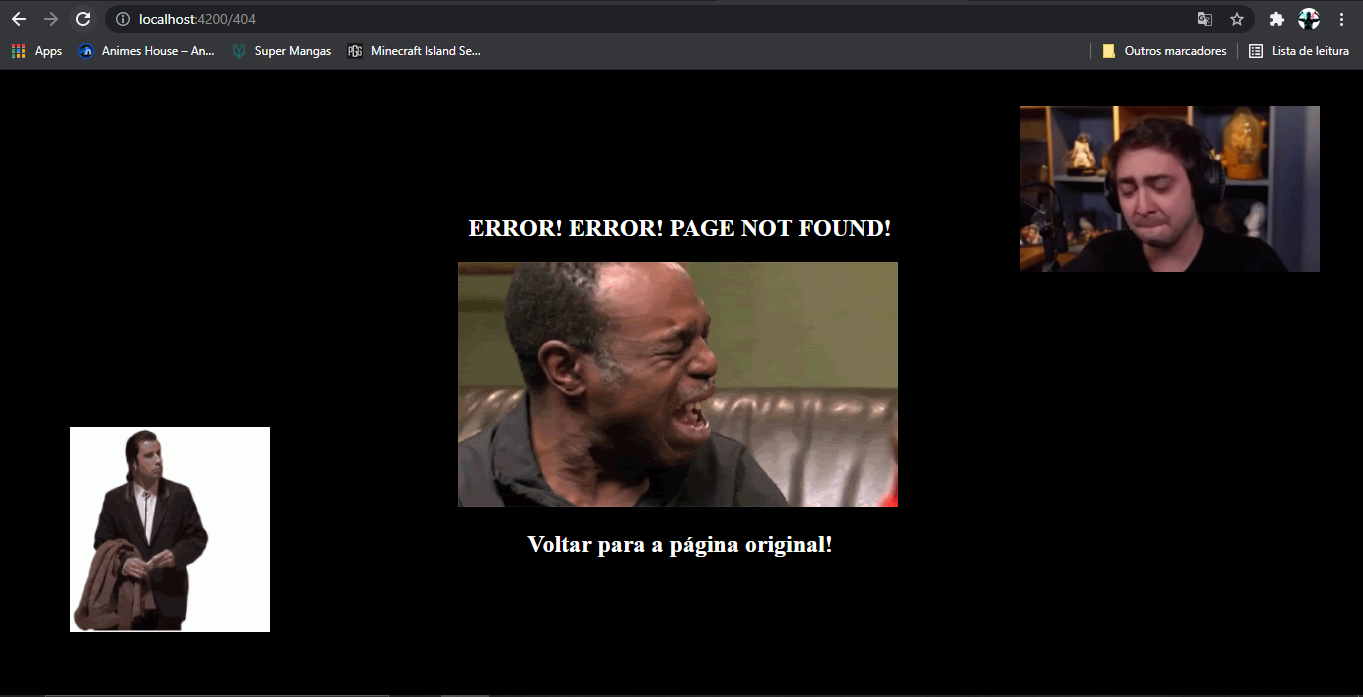 localhost:4200/404
Apps
Animes House – An...
Super Mangas
Minecraft Island Se...
Outros marcadores
Lista de leitura
ERROR! ERROR! PAGE NOT FOUND!
Voltar para a página original!